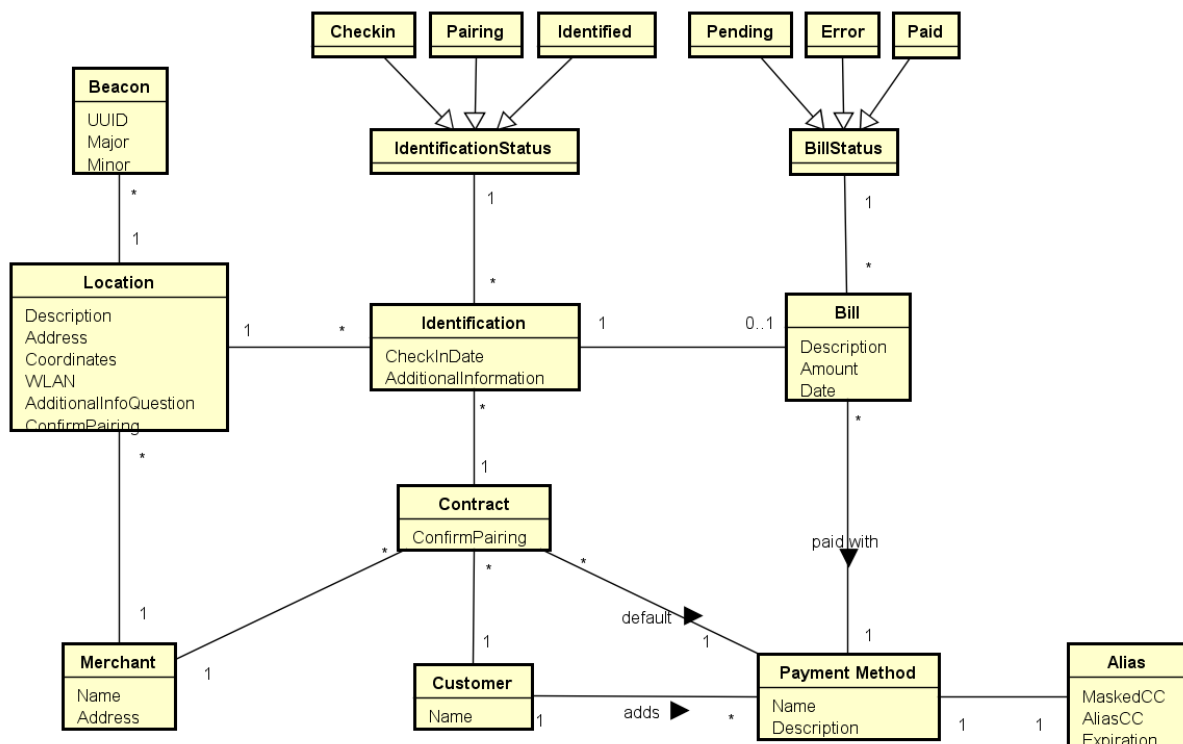 Checkin
Pairing
Identified
Pending
Error
Paid
Beacon
UUID
Major
Minor
IdentificationStatus
BillStatus
*
1
1
*
1
*
Location
Description
Address
Coordinates
WLAN
AdditionalInfoQuestion
ConfirmPairing
1
*
Identification
CheckInDate
AdditionalInformation
1
0..1
Bill
Description
Amount
Date
*
1
*
1
Contract
ConfirmPairing
*
1
*
1
*
1
*
default
1
paid with
*
1
Merchant
Name
Address
Customer
Name
1
adds
*
Payment Method
Name
Description
1
1
Alias
MaskedCC
AliasCC
Expiration